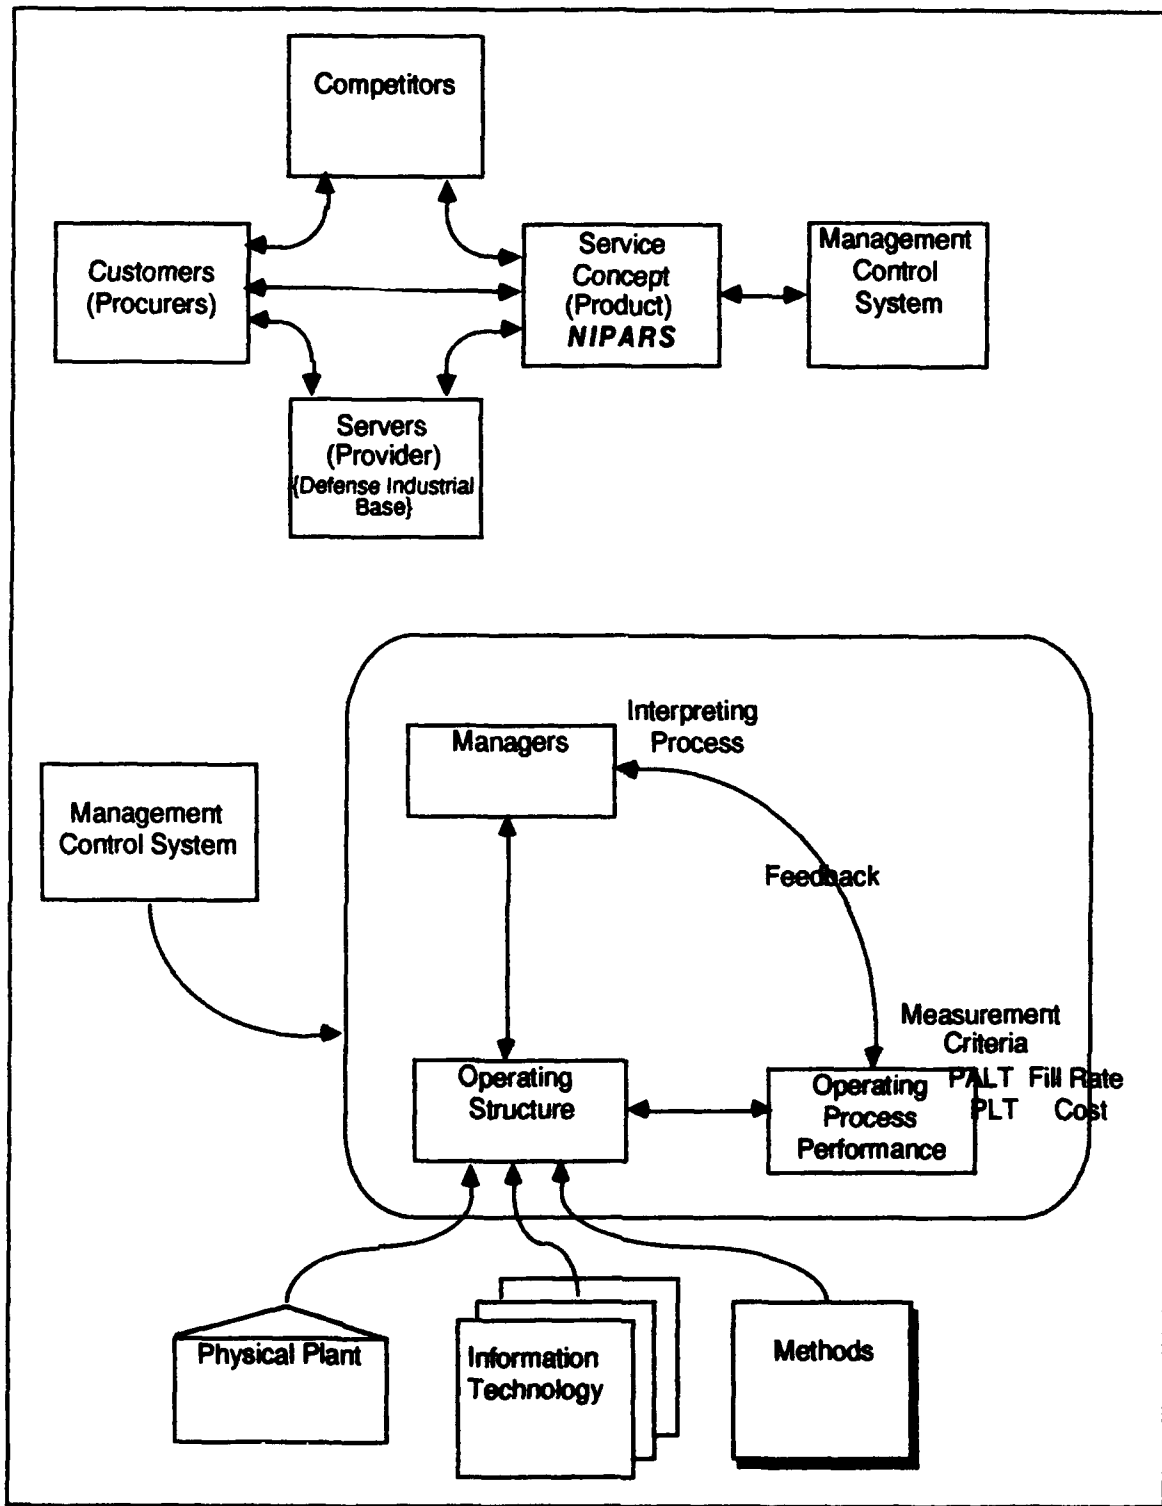 Competitors
Customers
(Procurers)
Service
Concept
(Product)
NIPARS
Management
Control
System
Servers
(Provider)
{Defense Industrial
Base}
Interpreting
Process
Managers
Management
Control System
Feedback
Measurement
Criteria
PALT Fill Rate
PLT Cost
Operating
Structure
Operating
Process
Performance
Physical Plant
Information
Technology
Methods